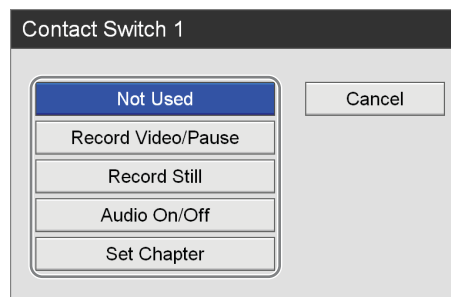 Contact Switch 1
Not Used
Cancel
Record Video/Pause
Record Still
Audio On/Off
Set Chapter